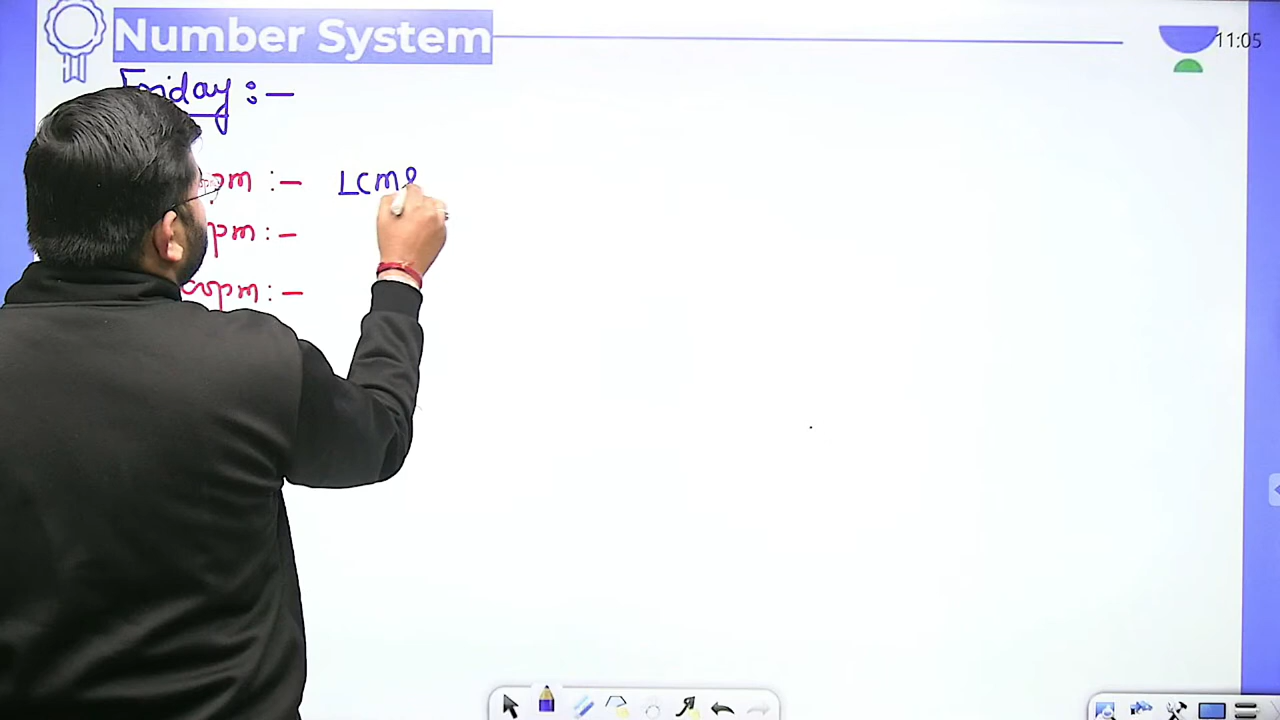 Number System
11:05
Friday :-
pm :- LCM &
pm :-
pm :-